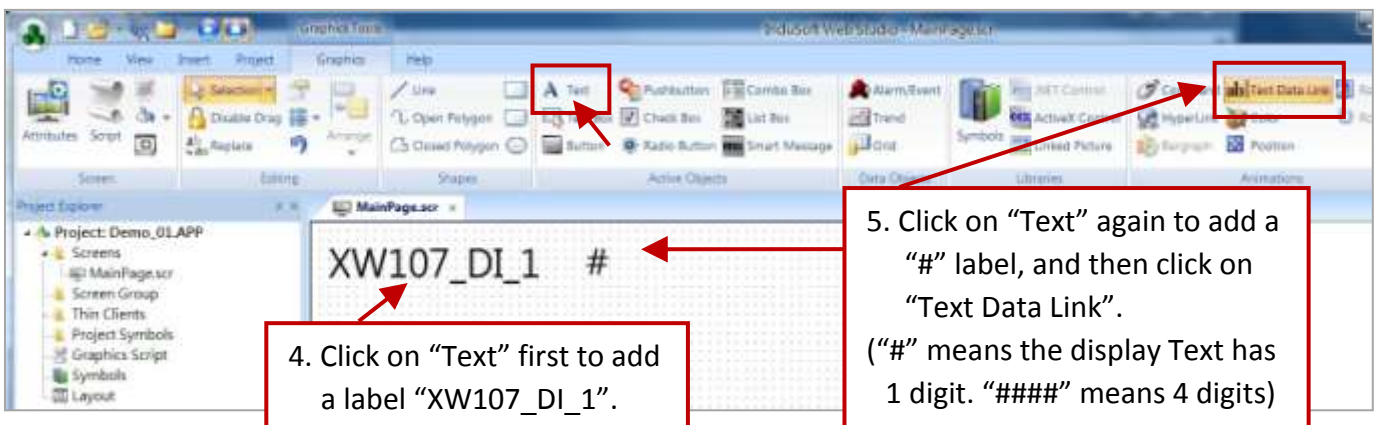 Graphics Tools
InduSoft Web Studio - MainPage.scr
Home View Insert Project Graphics Help
Selection Line Text Pushbutton Combo Box Alarm/Event .NET Control Text Data Link
Disable Drag Open Polygon Check Box List Box Trend ActiveX Control HyperLink Color
Attributes Script Replace Arrange Closed Polygon Button Radio Button Smart Message Grid Symbols Linked Picture Bargraph Position
Screen Editing Shapes Active Objects Data Objects Libraries Animations
Project Explorer
MainPage.scr
Project: Demo_01.APP
Screens
MainPage.scr
Screen Group
Thin Clients
Project Symbols
Graphics Script
Symbols
Layout
XW107_DI_1 #
4. Click on “Text” first to add
a label “XW107_DI_1”.
5. Click on “Text” again to add a
“#” label, and then click on
“Text Data Link”.
(“#” means the display Text has
1 digit. “####” means 4 digits)